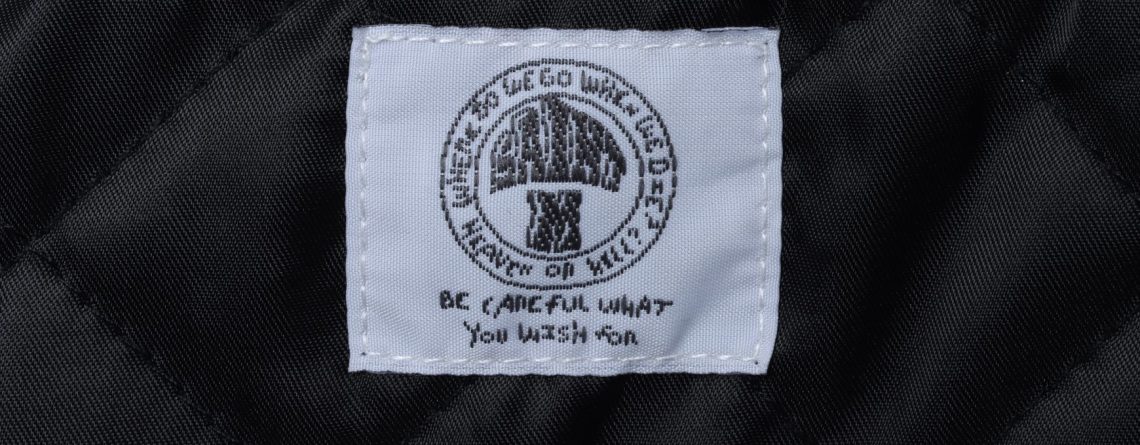 WHERE DO WE GO WHEN WE DIE?
HEAVEN OR HELL?
BE CAREFUL WHAT
YOU WISH FOR